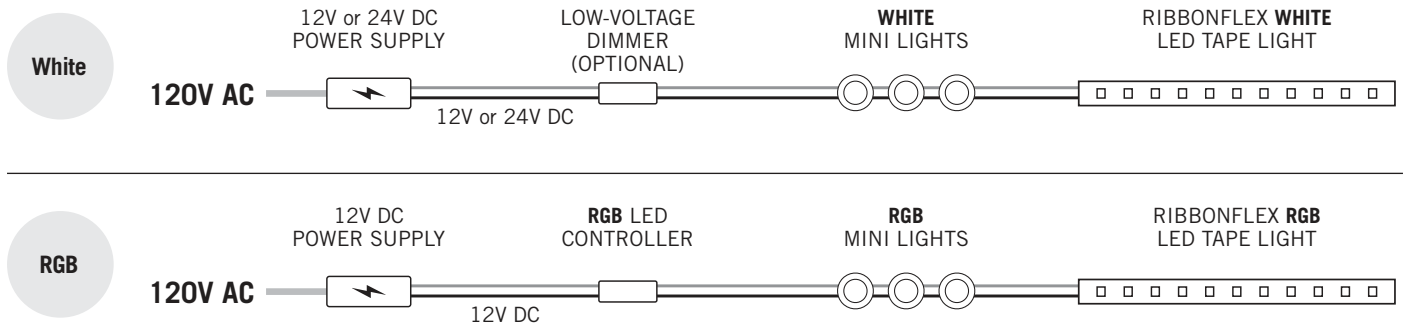 White
12V or 24V DC
POWER SUPPLY
LOW-VOLTAGE
DIMMER
(OPTIONAL)
WHITE
MINI LIGHTS
RIBBONFLEX WHITE
LED TAPE LIGHT
120V AC
12V or 24V DC
RGB
12V DC
POWER SUPPLY
RGB LED
CONTROLLER
RGB
MINI LIGHTS
RIBBONFLEX RGB
LED TAPE LIGHT
120V AC
12V DC